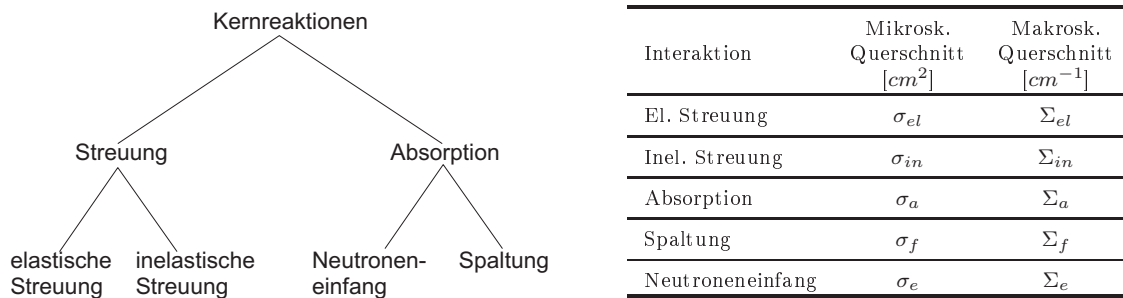 Kernreaktionen
Streuung Absorption
elastische inelastische Neutronen- Spaltung
Streuung Streuung einfang
Mikrosk. Makrosk.
Interaktion Querschnitt Querschnitt
[cm²] [cm⁻¹]
El. Streuung σ_el Σ_el
Inel. Streuung σ_in Σ_in
Absorption σ_a Σ_a
Spaltung σ_f Σ_f
Neutroneneinfang σ_e Σ_e